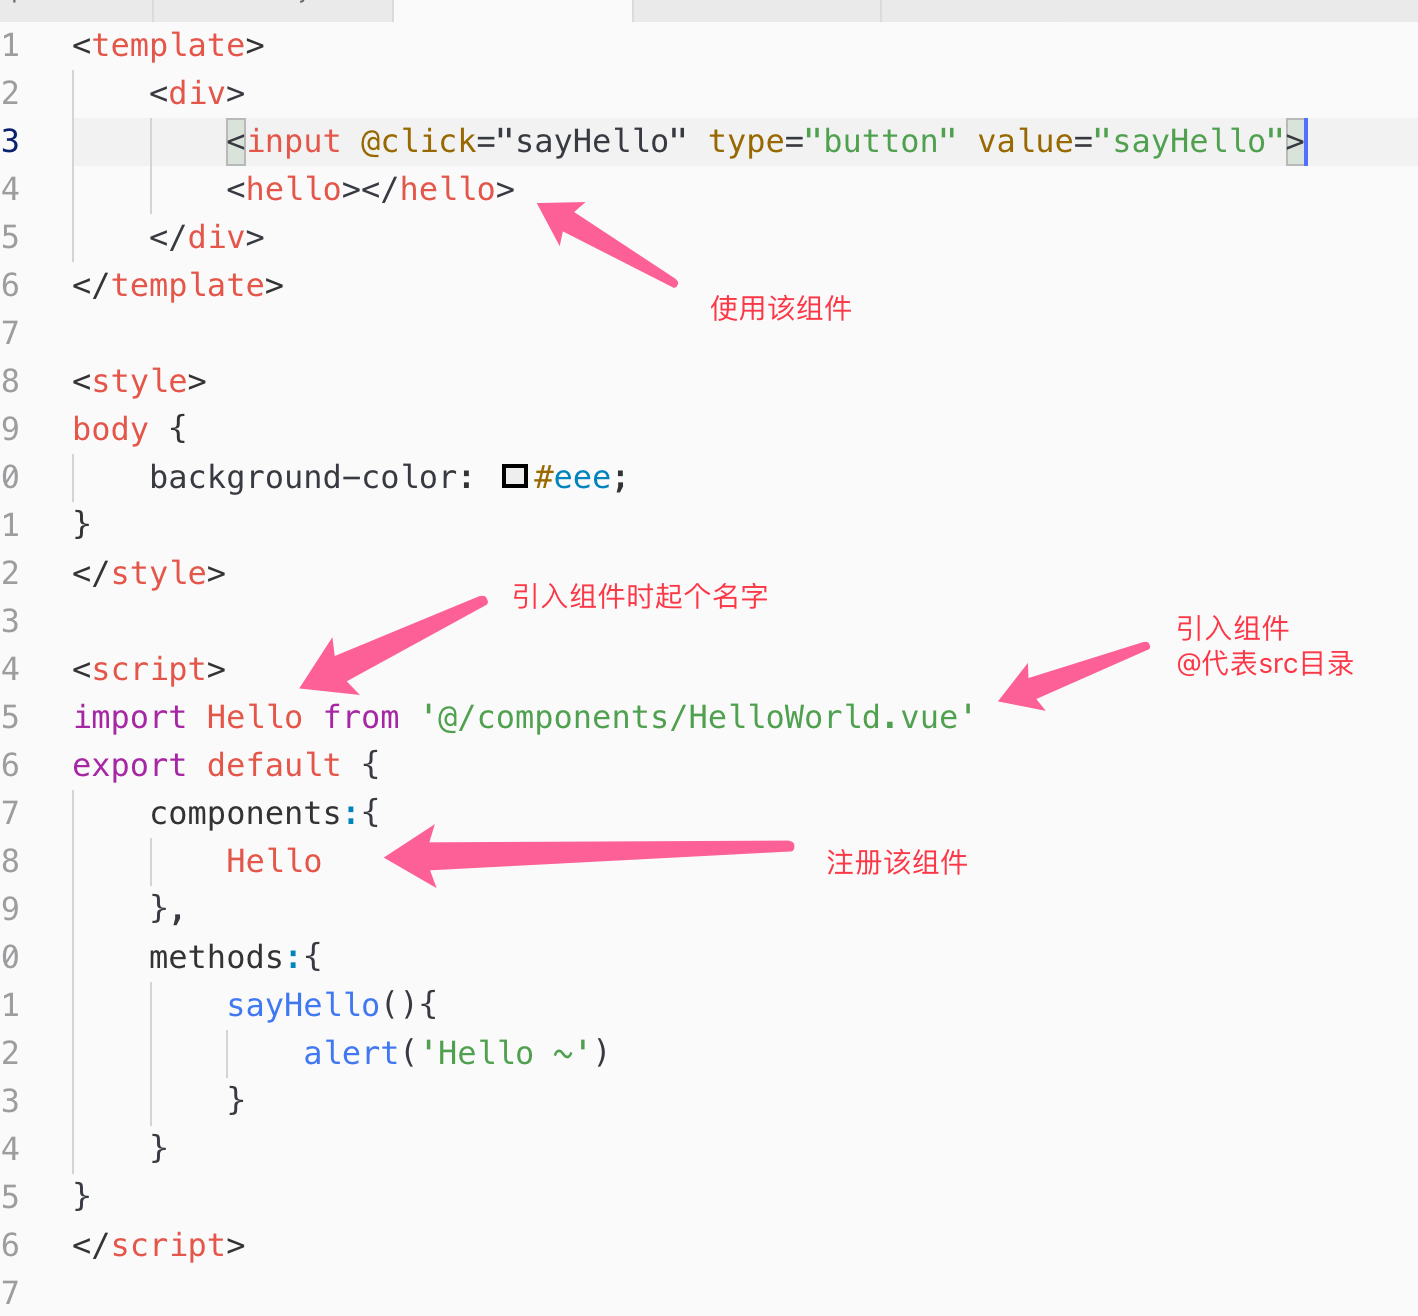 1 <template>
2     <div>
3         <input @click="sayHello" type="button" value="sayHello">
4         <hello></hello>
5     </div>
6 </template>
使用该组件
7
8 <style>
9 body {
0     background-color: #eee;
1 }
2 </style>
引入组件时起个名字
3
引入组件
@代表src目录
4 <script>
5 import Hello from '@/components/HelloWorld.vue'
6 export default {
7     components:{
8         Hello
注册该组件
9     },
0     methods:{
1         sayHello(){
2             alert('Hello ~')
3         }
4     }
5 }
6 </script>
7